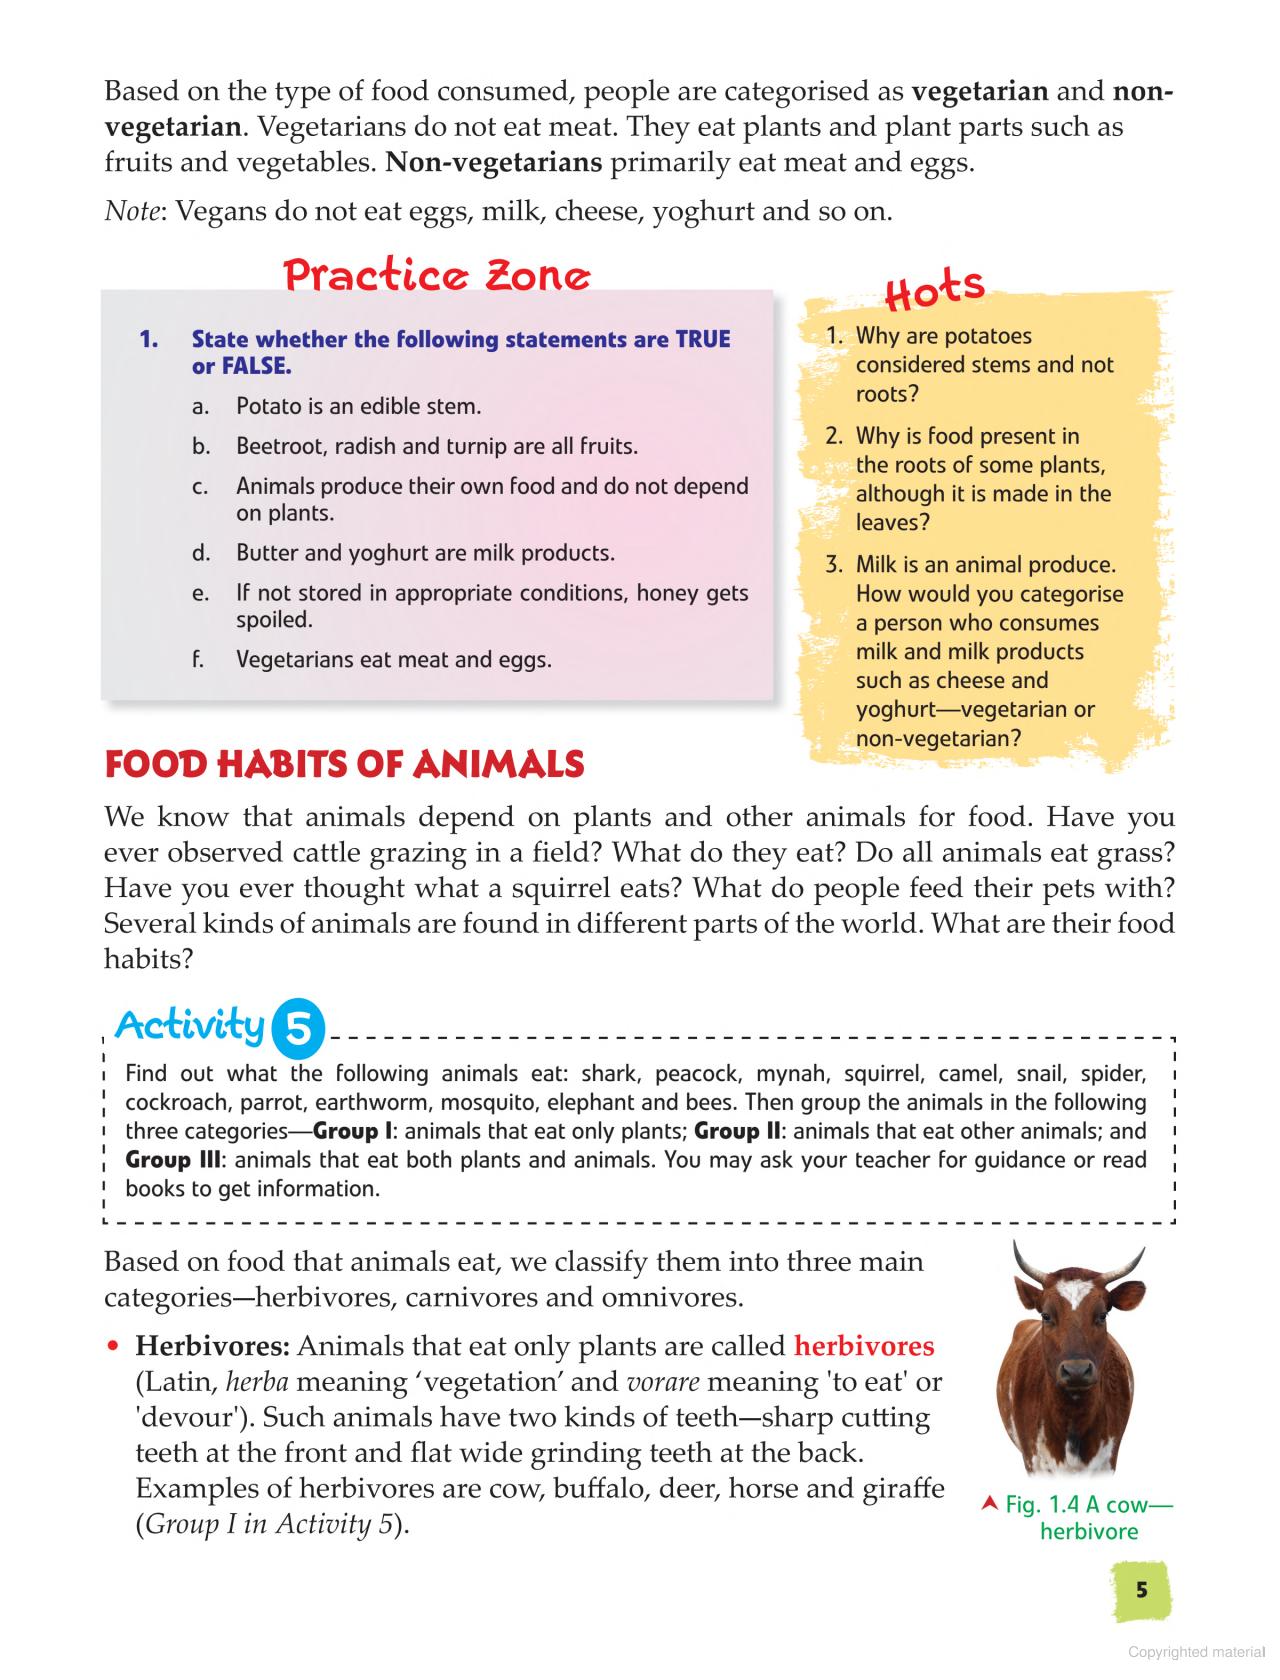 Based on the type of food consumed, people are categorised as vegetarian and non-
vegetarian. Vegetarians do not eat meat. They eat plants and plant parts such as
fruits and vegetables. Non-vegetarians primarily eat meat and eggs.
Note: Vegans do not eat eggs, milk, cheese, yoghurt and so on.
Practice Zone
1. State whether the following statements are TRUE
or FALSE.
a. Potato is an edible stem.
b. Beetroot, radish and turnip are all fruits.
c. Animals produce their own food and do not depend
on plants.
d. Butter and yoghurt are milk products.
e. If not stored in appropriate conditions, honey gets
spoiled.
f. Vegetarians eat meat and eggs.
Hots
1. Why are potatoes
considered stems and not
roots?
2. Why is food present in
the roots of some plants,
although it is made in the
leaves?
3. Milk is an animal produce.
How would you categorise
a person who consumes
milk and milk products
such as cheese and
yoghurt—vegetarian or
non-vegetarian?
FOOD HABITS OF ANIMALS
We know that animals depend on plants and other animals for food. Have you
ever observed cattle grazing in a field? What do they eat? Do all animals eat grass?
Have you ever thought what a squirrel eats? What do people feed their pets with?
Several kinds of animals are found in different parts of the world. What are their food
habits?
Activity 5
Find out what the following animals eat: shark, peacock, mynah, squirrel, camel, snail, spider,
cockroach, parrot, earthworm, mosquito, elephant and bees. Then group the animals in the following
three categories—Group I: animals that eat only plants; Group II: animals that eat other animals; and
Group III: animals that eat both plants and animals. You may ask your teacher for guidance or read
books to get information.
Based on food that animals eat, we classify them into three main
categories—herbivores, carnivores and omnivores.
• Herbivores: Animals that eat only plants are called herbivores
(Latin, herba meaning ‘vegetation’ and vorare meaning 'to eat' or
'devour'). Such animals have two kinds of teeth—sharp cutting
teeth at the front and flat wide grinding teeth at the back.
Examples of herbivores are cow, buffalo, deer, horse and giraffe
(Group I in Activity 5).
Fig. 1.4 A cow—
herbivore
5
Copyrighted material